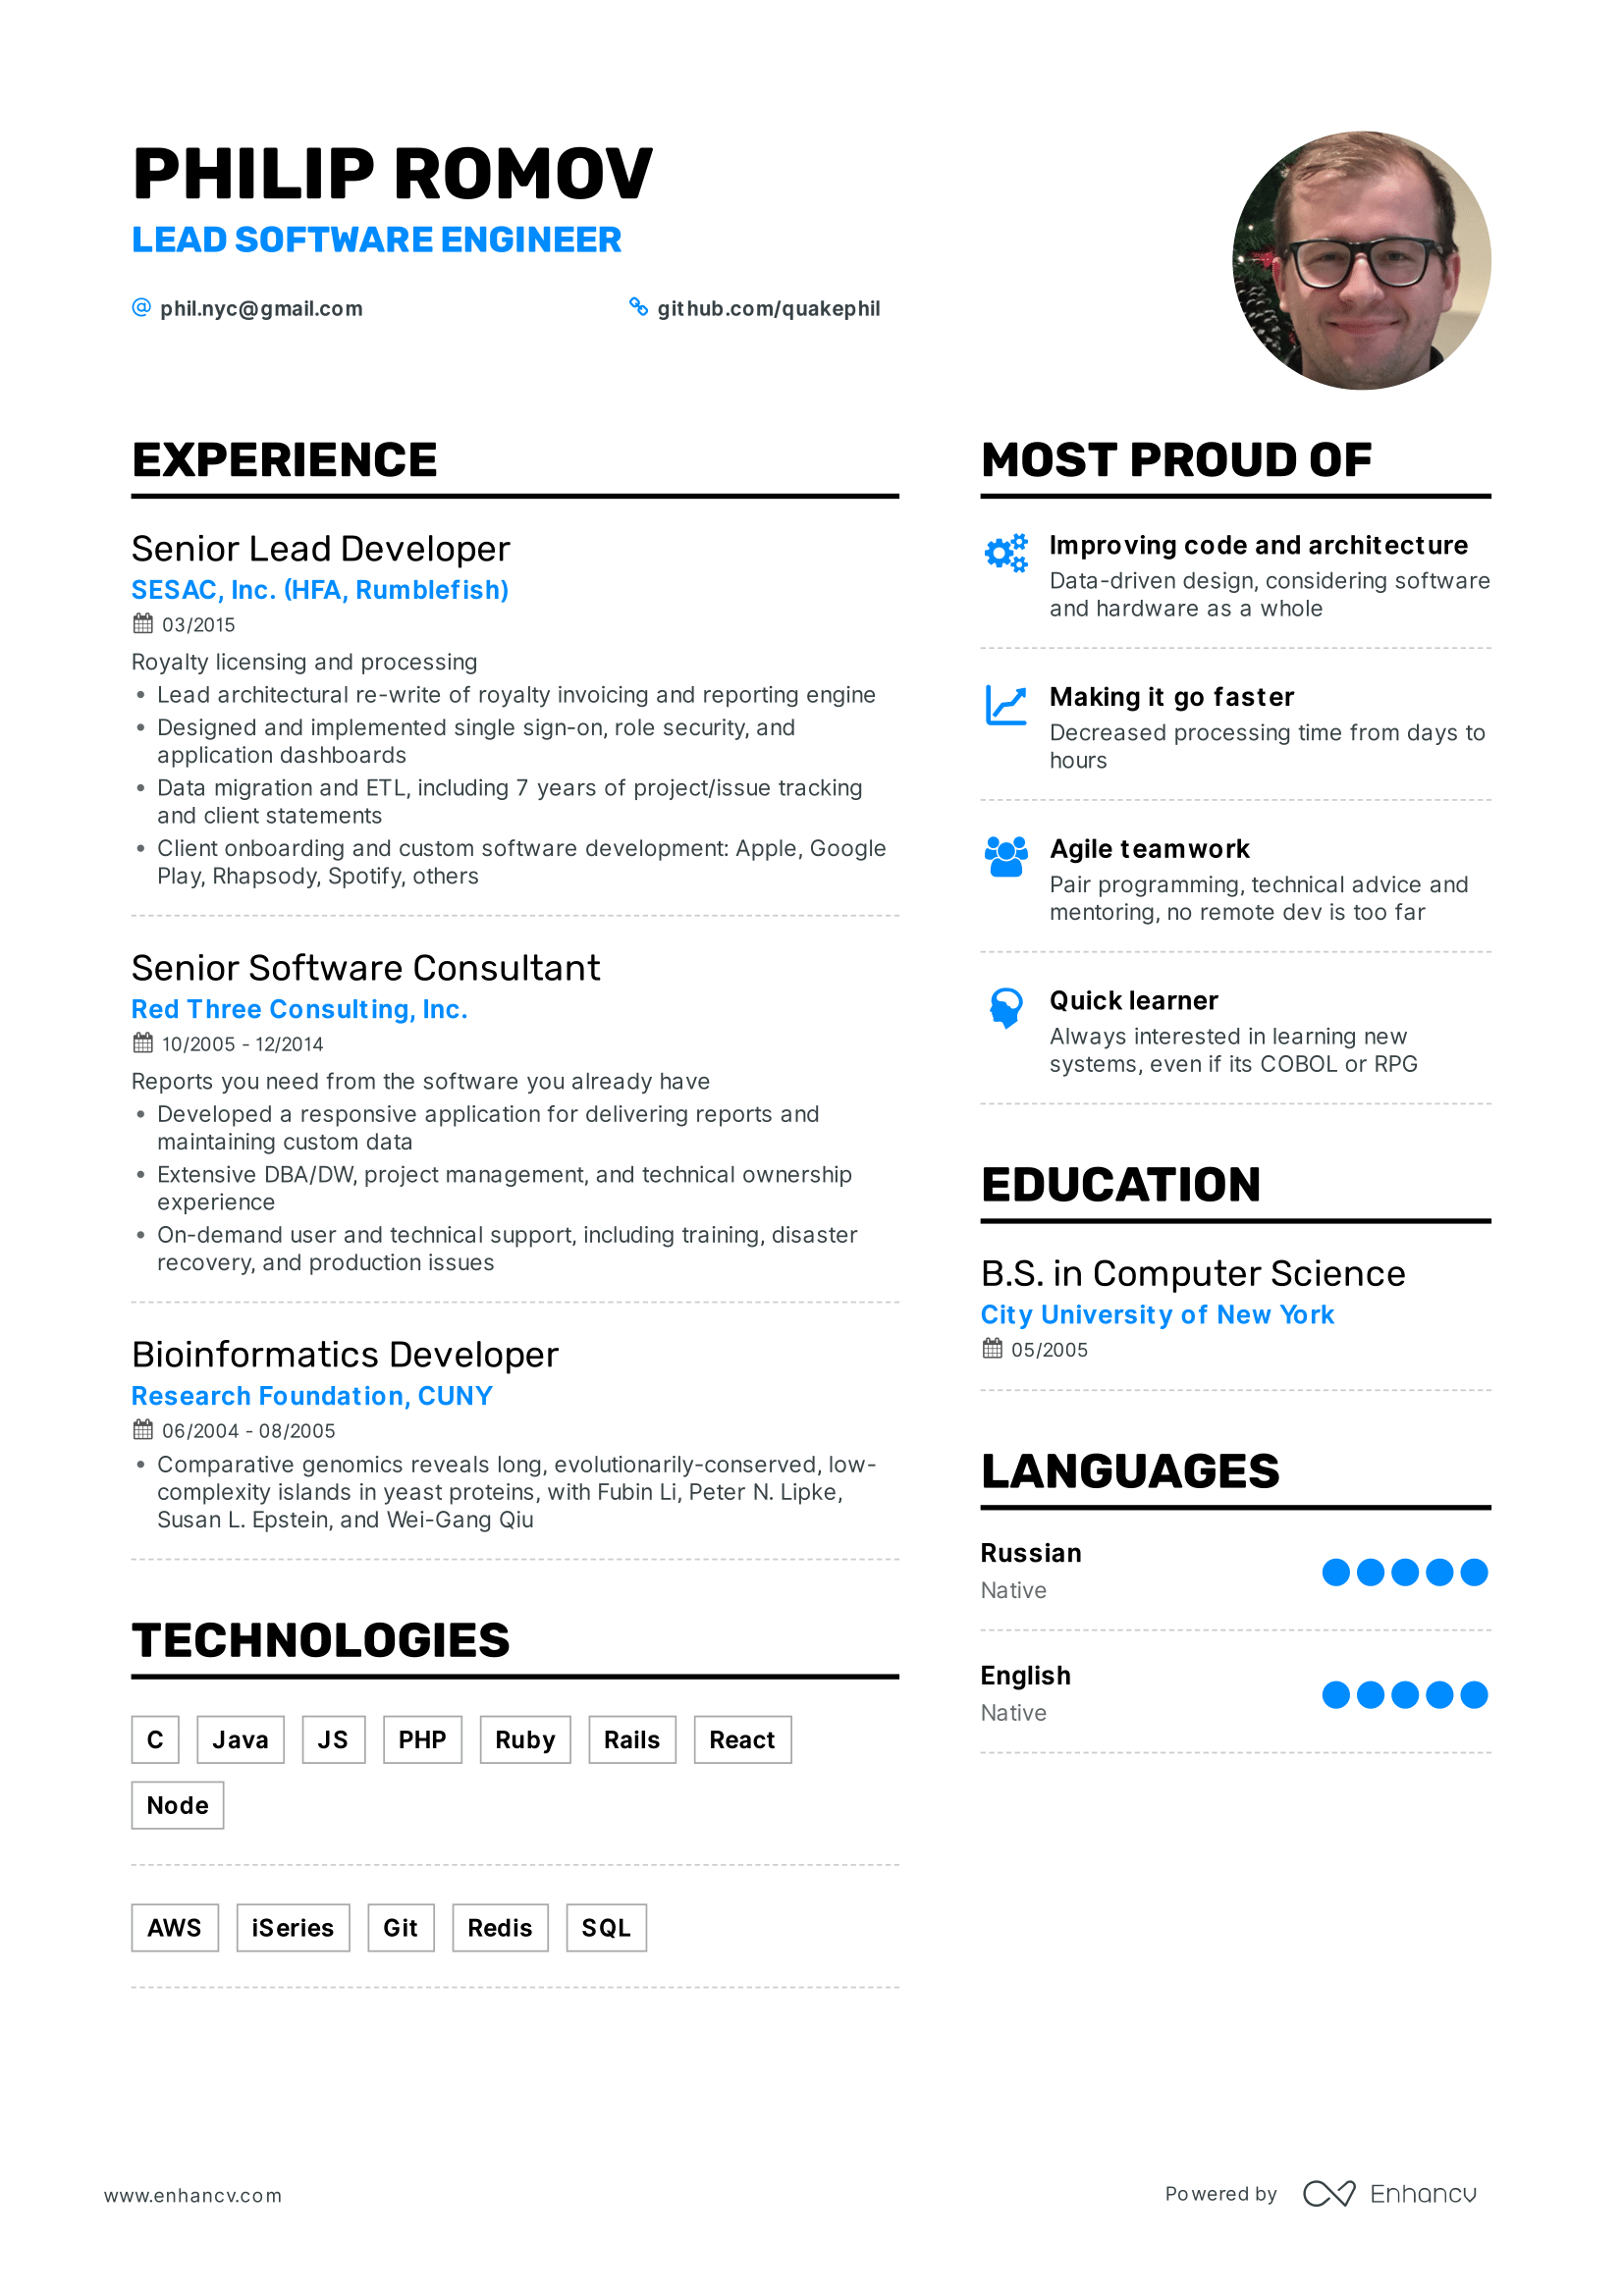 PHILIP ROMOV
LEAD SOFTWARE ENGINEER
@ phil.nyc@gmail.com
github.com/quakephil
EXPERIENCE
Senior Lead Developer
SESAC, Inc. (HFA, Rumblefish)
03/2015
Royalty licensing and processing
• Lead architectural re-write of royalty invoicing and reporting engine
• Designed and implemented single sign-on, role security, and
application dashboards
• Data migration and ETL, including 7 years of project/issue tracking
and client statements
• Client onboarding and custom software development: Apple, Google
Play, Rhapsody, Spotify, others
Senior Software Consultant
Red Three Consulting, Inc.
10/2005 - 12/2014
Reports you need from the software you already have
• Developed a responsive application for delivering reports and
maintaining custom data
• Extensive DBA/DW, project management, and technical ownership
experience
• On-demand user and technical support, including training, disaster
recovery, and production issues
Bioinformatics Developer
Research Foundation, CUNY
06/2004 - 08/2005
• Comparative genomics reveals long, evolutionarily-conserved, low-
complexity islands in yeast proteins, with Fubin Li, Peter N. Lipke,
Susan L. Epstein, and Wei-Gang Qiu
TECHNOLOGIES
C Java JS PHP Ruby Rails React
Node
AWS iSeries Git Redis SQL
MOST PROUD OF
Improving code and architecture
Data-driven design, considering software
and hardware as a whole
Making it go faster
Decreased processing time from days to
hours
Agile teamwork
Pair programming, technical advice and
mentoring, no remote dev is too far
Quick learner
Always interested in learning new
systems, even if its COBOL or RPG
EDUCATION
B.S. in Computer Science
City University of New York
05/2005
LANGUAGES
Russian
Native
English
Native
www.enhancv.com
Powered by Enhancv